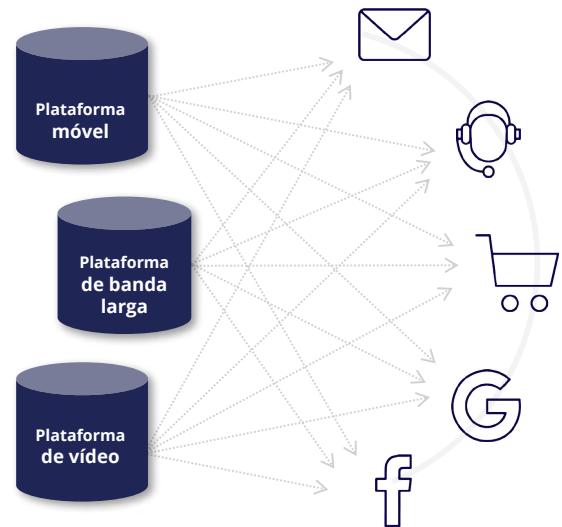 Plataforma
móvel
Plataforma
de banda
larga
Plataforma
de vídeo